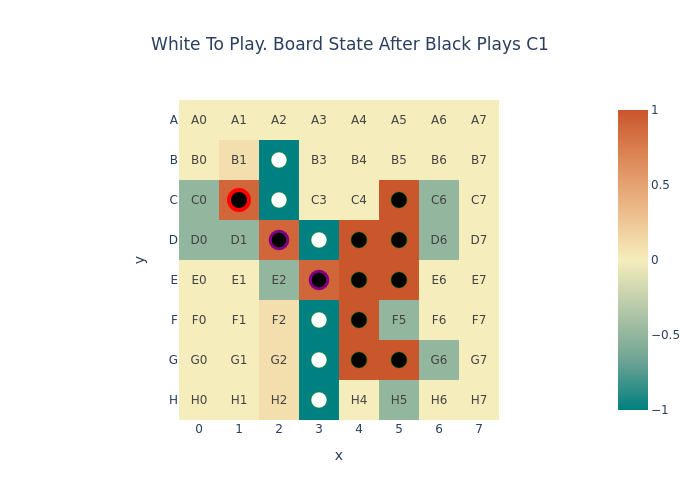 White To Play. Board State After Black Plays C1
A A0 A1 A2 A3 A4 A5 A6 A7
B B0 B1 B3 B4 B5 B6 B7
C C0 C3 C4 C6 C7
D D0 D1 D6 D7
E E0 E1 E2 E6 E7
F F0 F1 F2 F5 F6 F7
G G0 G1 G2 G6 G7
H H0 H1 H2 H4 H5 H6 H7
0 1 2 3 4 5 6 7
x
y
1
0.5
0
−0.5
−1